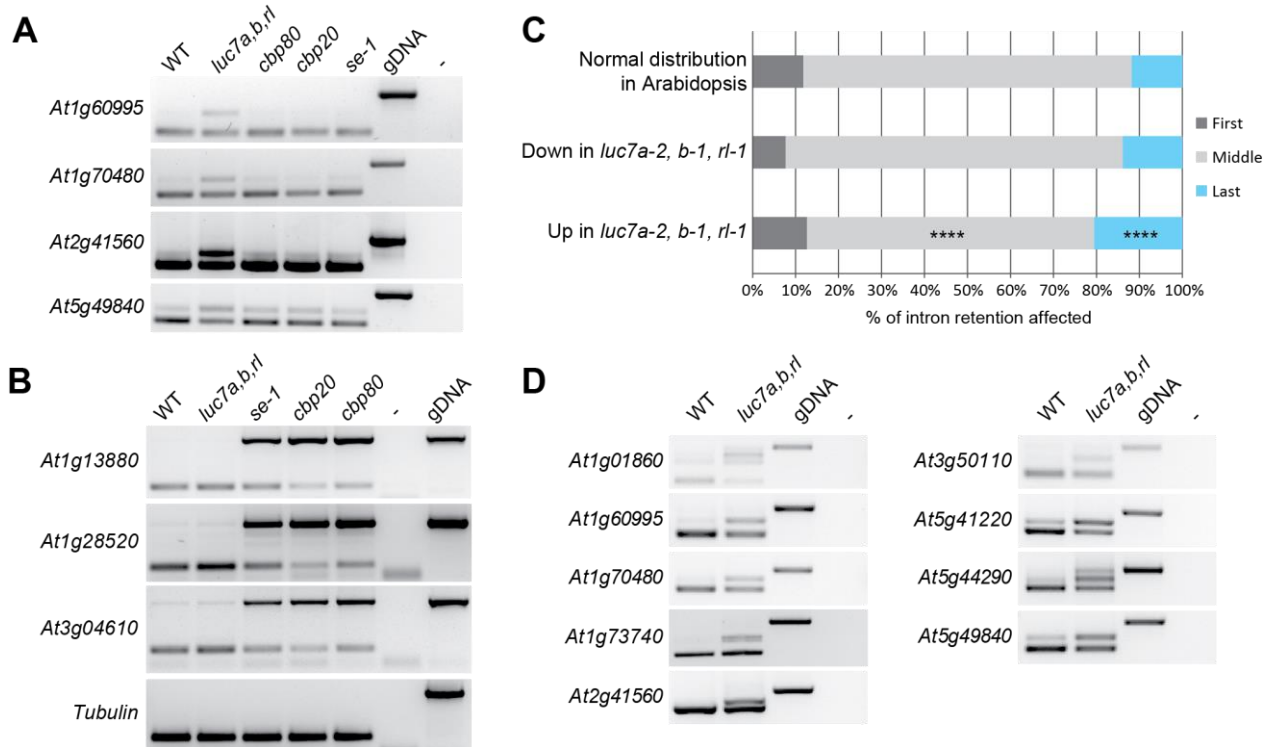 A
WT luc7a,b,rl cbp80 cbp20 se-1 gDNA -
At1g60995
At1g70480
At2g41560
At5g49840
B
WT luc7a,b,rl se-1 cbp20 cbp80 - gDNA
At1g13880
At1g28520
At3g04610
Tubulin
C
Normal distribution
in Arabidopsis
Down in luc7a-2, b-1, rl-1
Up in luc7a-2, b-1, rl-1
**** ****
0% 10% 20% 30% 40% 50% 60% 70% 80% 90% 100%
% of intron retention affected
First
Middle
Last
D
WT luc7a,b,rl gDNA -
At1g01860
At1g60995
At1g70480
At1g73740
At2g41560
WT luc7a,b,rl gDNA -
At3g50110
At5g41220
At5g44290
At5g49840